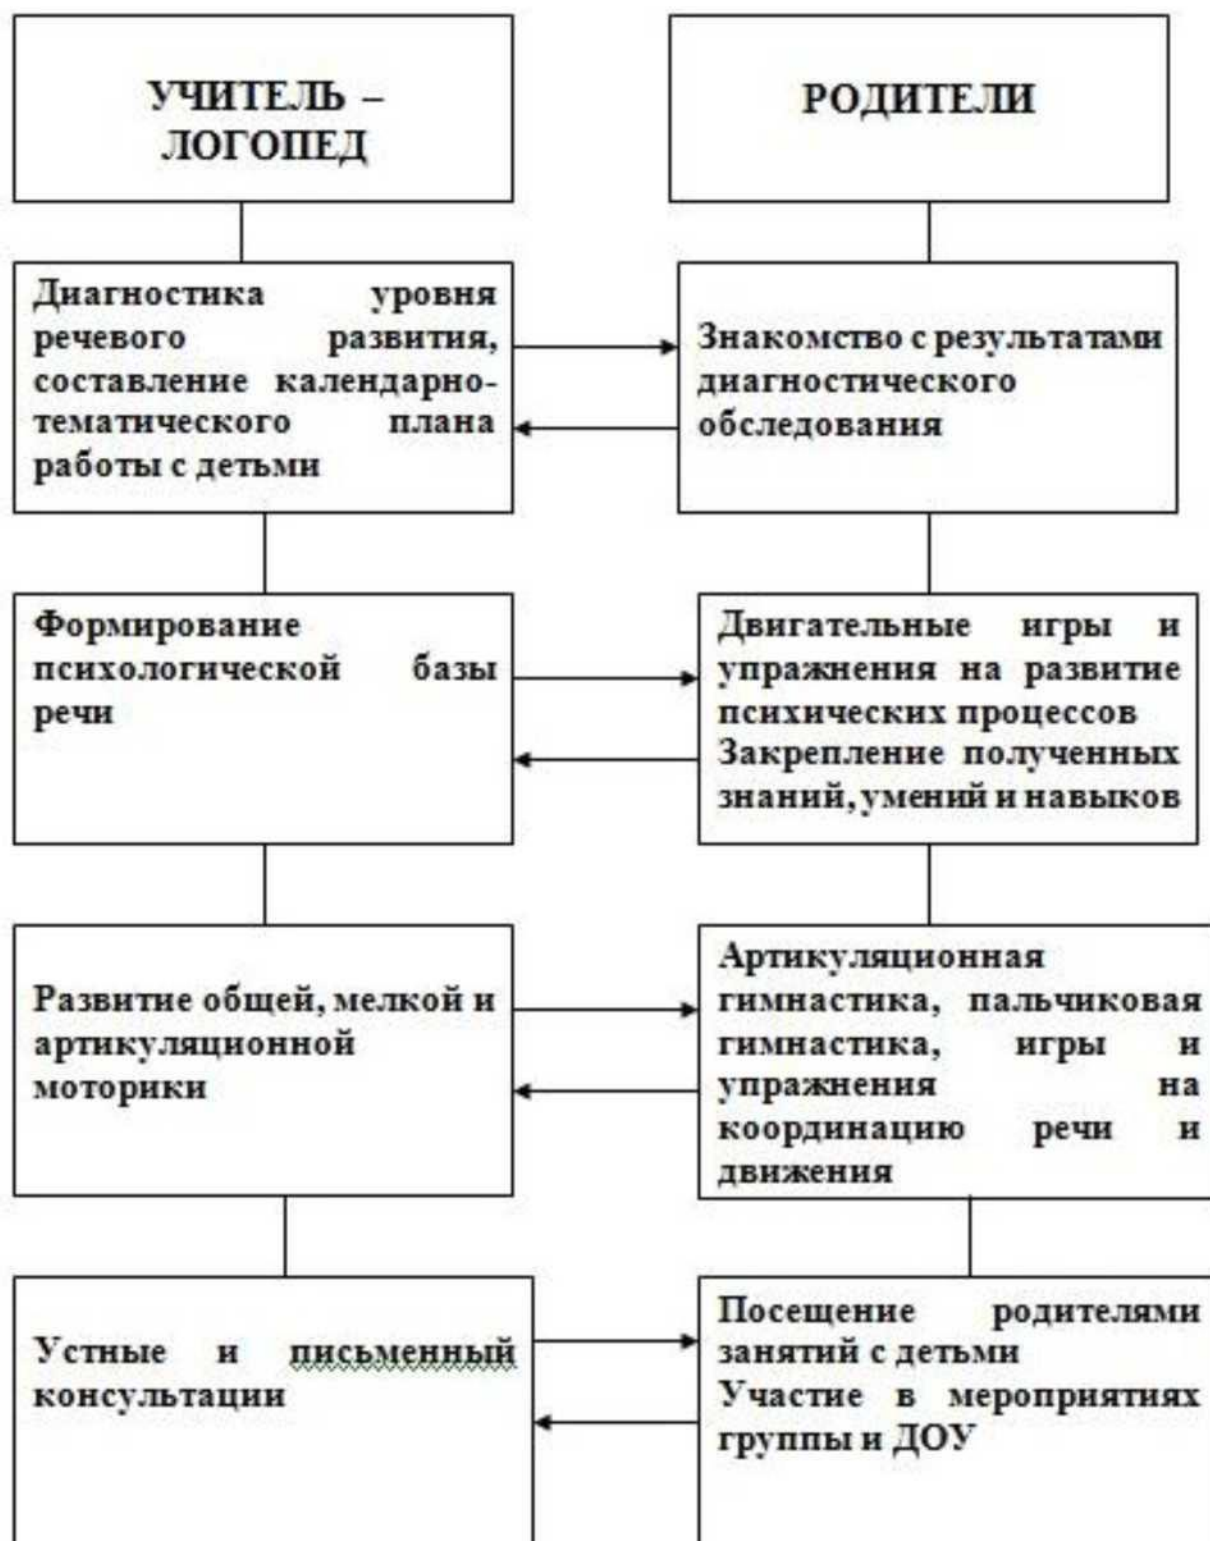 УЧИТЕЛЬ –
ЛОГОПЕД
РОДИТЕЛИ
Диагностика уровня
речевого развития,
составление календарно-
тематического плана
работы с детьми
Знакомство с результатами
диагностического
обследования
Формирование
психологической базы
речи
Двигательные игры и
упражнения на развитие
психических процессов
Закрепление полученных
знаний, умений и навыков
Развитие общей, мелкой и
артикуляционной
моторики
Артикуляционная
гимнастика, пальчиковая
гимнастика, игры и
упражнения на
координацию речи и
движения
Устные и письменный
консультации
Посещение родителями
занятий с детьми
Участие в мероприятиях
группы и ДОУ